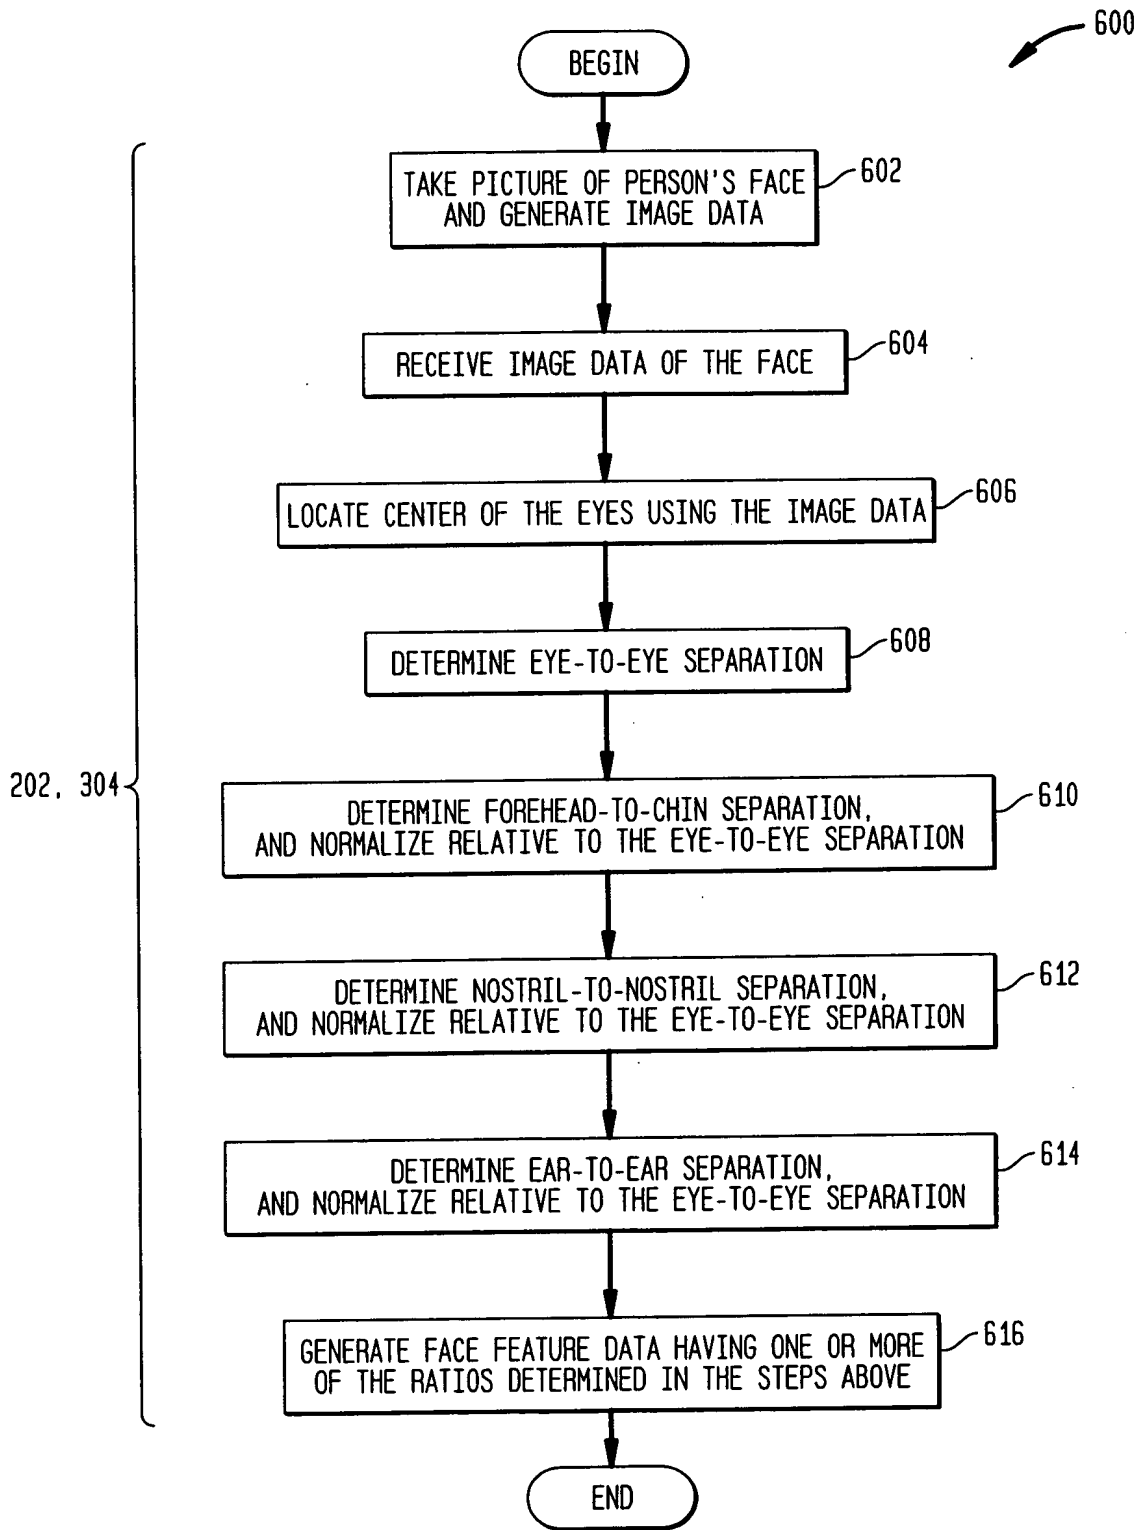 600
BEGIN
TAKE PICTURE OF PERSON'S FACE
AND GENERATE IMAGE DATA
602
RECEIVE IMAGE DATA OF THE FACE
604
LOCATE CENTER OF THE EYES USING THE IMAGE DATA
606
DETERMINE EYE-TO-EYE SEPARATION
608
202, 304
DETERMINE FOREHEAD-TO-CHIN SEPARATION,
AND NORMALIZE RELATIVE TO THE EYE-TO-EYE SEPARATION
610
DETERMINE NOSTRIL-TO-NOSTRIL SEPARATION,
AND NORMALIZE RELATIVE TO THE EYE-TO-EYE SEPARATION
612
DETERMINE EAR-TO-EAR SEPARATION,
AND NORMALIZE RELATIVE TO THE EYE-TO-EYE SEPARATION
614
GENERATE FACE FEATURE DATA HAVING ONE OR MORE
OF THE RATIOS DETERMINED IN THE STEPS ABOVE
616
END